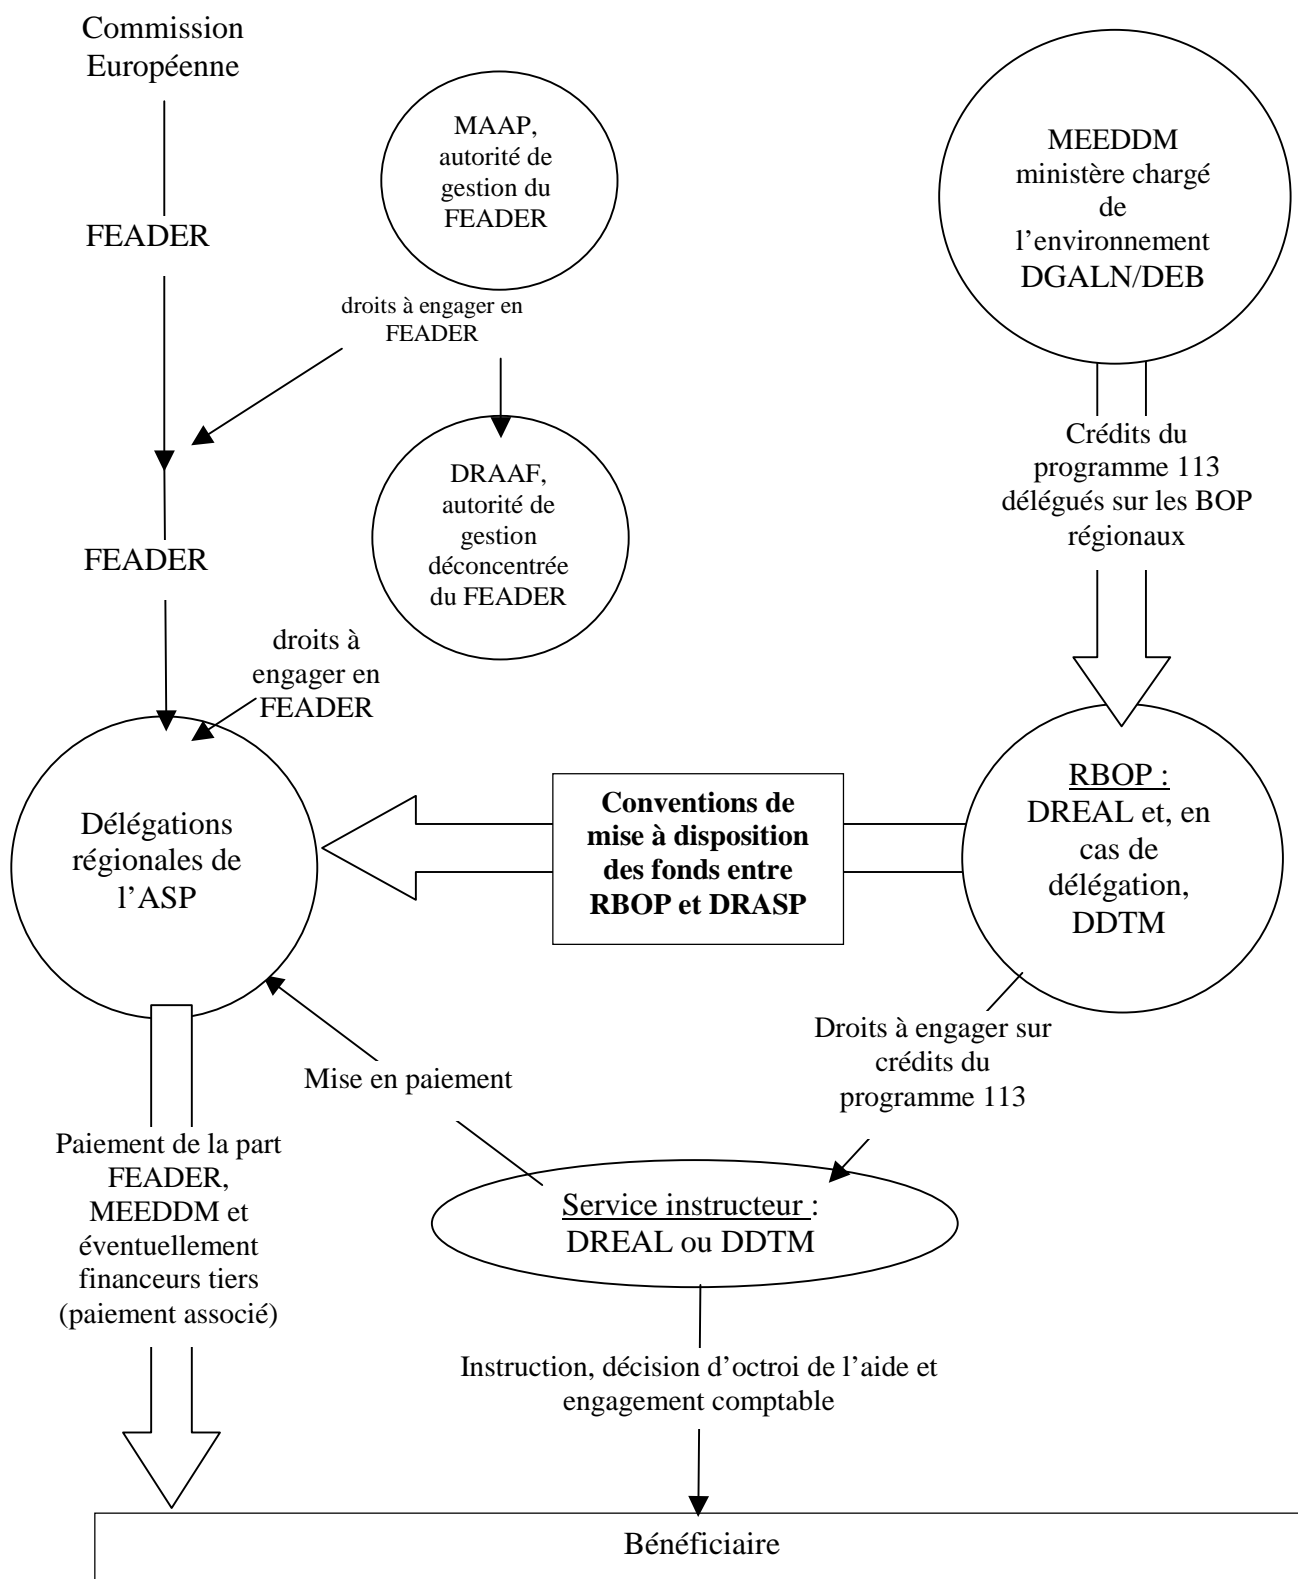 Commission
Européenne
MAAP,
autorité de
gestion du
FEADER
MEEDDM
ministère chargé
de
l’environnement
DGALN/DEB
FEADER
droits à engager en
FEADER
Crédits du
programme 113
délégués sur les BOP
régionaux
DRAAF,
autorité de
gestion
déconcentrée
du FEADER
FEADER
droits à
engager en
FEADER
Délégations
régionales de
l’ASP
Conventions de
mise à disposition
des fonds entre
RBOP et DRASP
RBOP :
DREAL et, en
cas de
délégation,
DDTM
Droits à engager sur
crédits du
programme 113
Mise en paiement
Paiement de la part
FEADER,
MEEDDM et
éventuellement
financeurs tiers
(paiement associé)
Service instructeur :
DREAL ou DDTM
Instruction, décision d’octroi de l’aide et
engagement comptable
Bénéficiaire